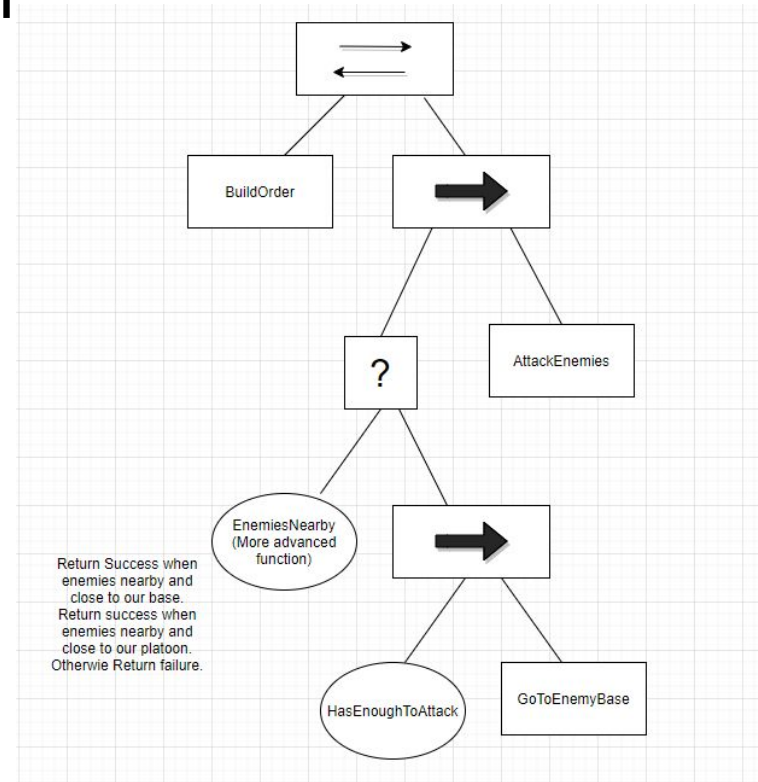 BuildOrder
?
AttackEnemies
EnemiesNearby
(More advanced
function)
Return Success when
enemies nearby and
close to our base.
Return success when
enemies nearby and
close to our platoon.
Otherwie Return failure.
HasEnoughToAttack
GoToEnemyBase